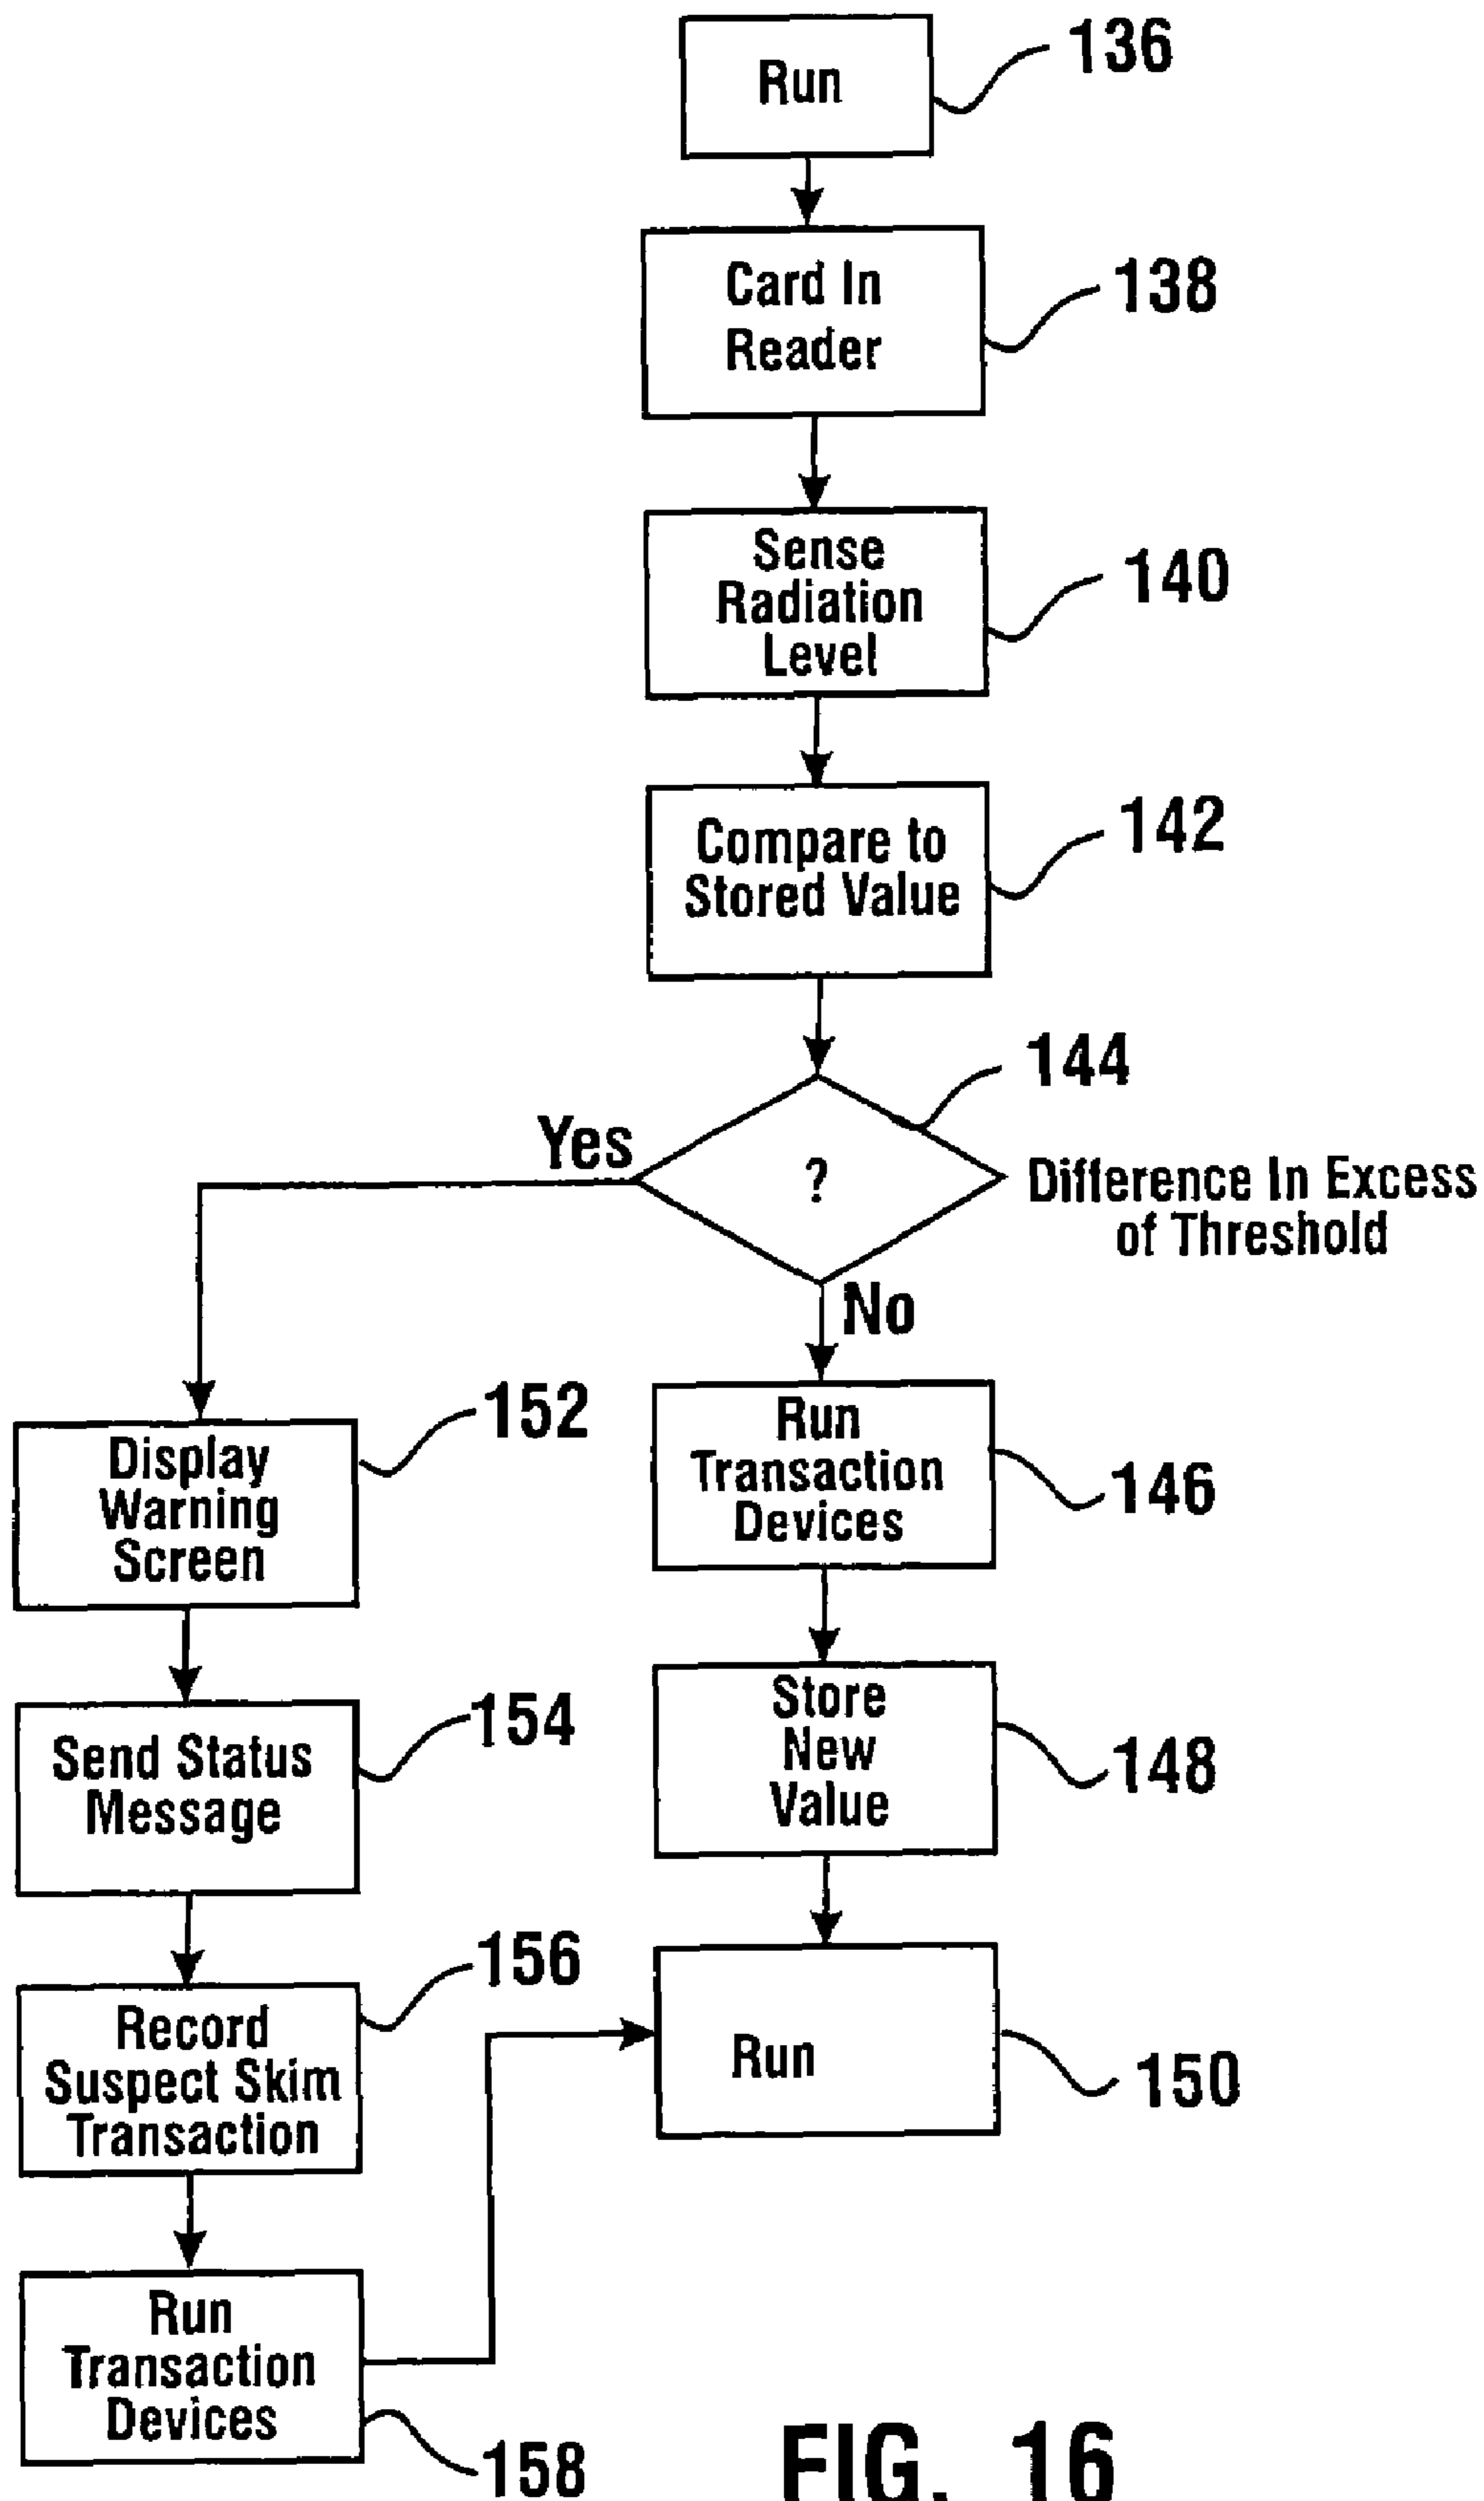 Run
136
Card In
Reader
138
Sense
Radiation
Level
140
Compare to
Stored Value
142
144
Yes
?
Difference In Excess
of Threshold
No
Run
Transaction
Devices
146
Store
New
Value
148
Run
150
Display
Warning
Screen
152
Send Status
Message
154
Record
Suspect Skim
Transaction
156
Run
Transaction
Devices
158
FIG. 16